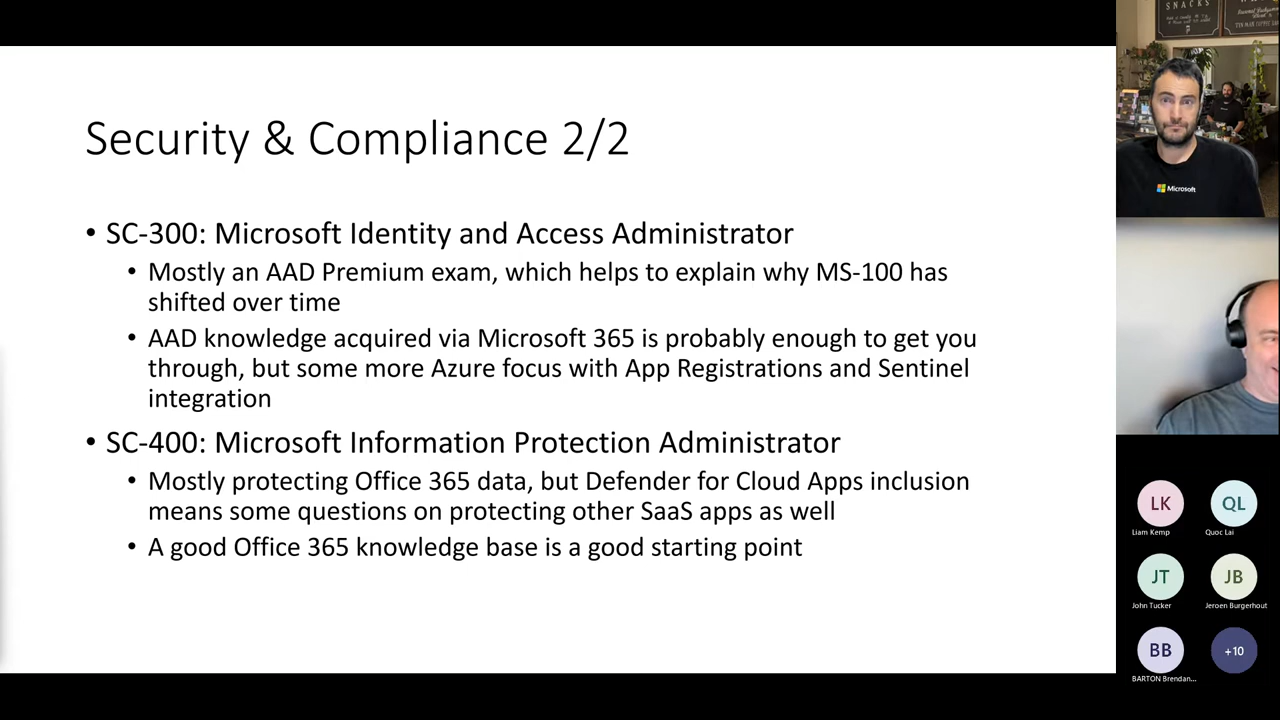 Security & Compliance 2/2
• SC-300: Microsoft Identity and Access Administrator
• Mostly an AAD Premium exam, which helps to explain why MS-100 has
shifted over time
• AAD knowledge acquired via Microsoft 365 is probably enough to get you
through, but some more Azure focus with App Registrations and Sentinel
integration
• SC-400: Microsoft Information Protection Administrator
• Mostly protecting Office 365 data, but Defender for Cloud Apps inclusion
means some questions on protecting other SaaS apps as well
• A good Office 365 knowledge base is a good starting point
SNACKS
Microsoft
LK
QL
Liam Kemp
Quoc Lai
JT
JB
John Tucker
Jeroen Burgerhout
BB
+10
BARTON Brendan...